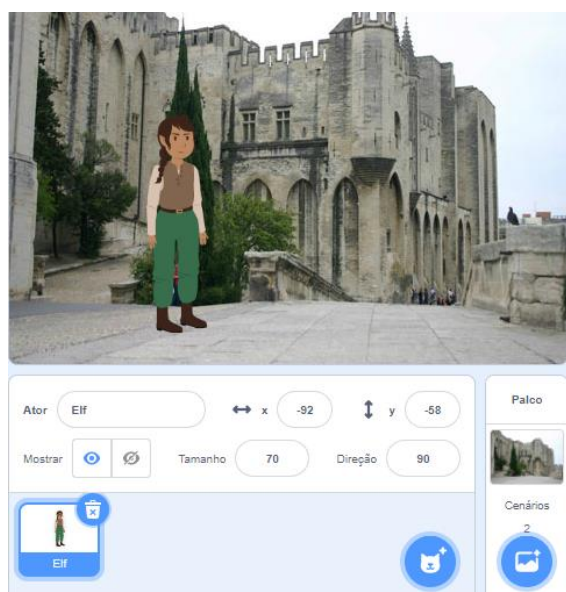 Ator Elf x -92 y -58
Palco
Mostrar Tamanho 70 Direção 90
Cenários
2
Elf